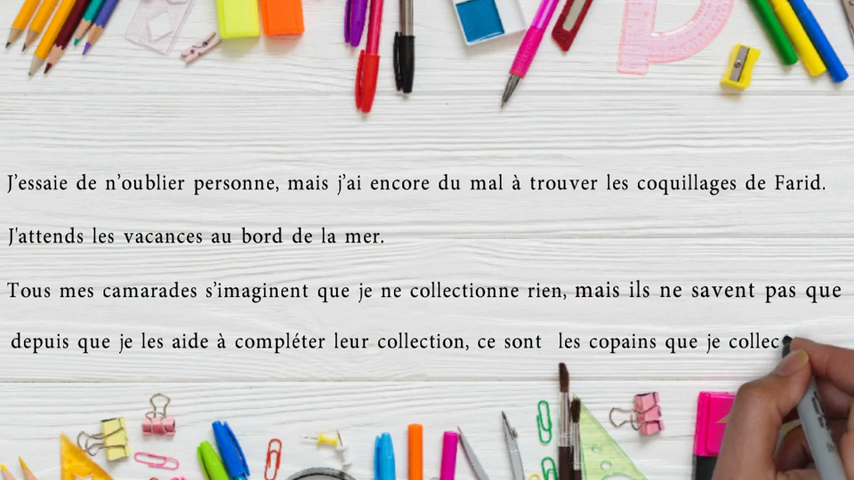 J'essaie de n'oublier personne, mais j'ai encore du mal à trouver les coquillages de Farid.
J'attends les vacances au bord de la mer.
Tous mes camarades s'imaginent que je ne collectionne rien, mais ils ne savent pas que
depuis que je les aide à compléter leur collection, ce sont les copains que je collec